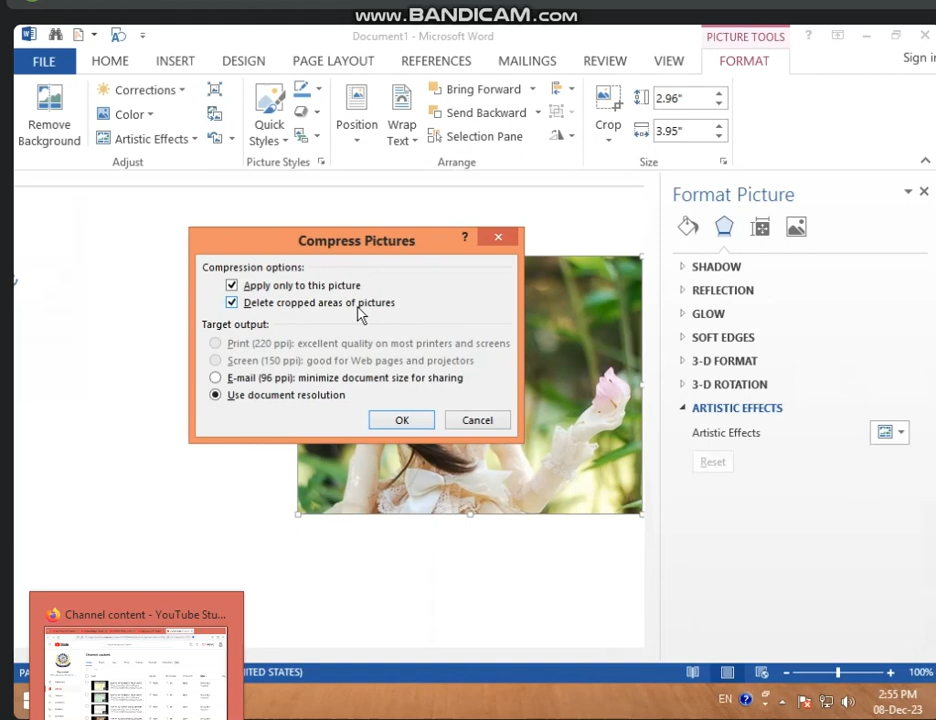 www.BANDICAM.com
Document1 - Microsoft Word
PICTURE TOOLS
?
FILE
HOME
INSERT
DESIGN
PAGE LAYOUT
REFERENCES
MAILINGS
REVIEW
VIEW
FORMAT
Sign i
Remove
Background
Corrections
Color
Artistic Effects
Adjust
Quick
Styles
Picture Styles
Position
Wrap
Text
Bring Forward
Send Backward
Selection Pane
Arrange
Crop
2.96"
3.95"
Size
Format Picture
SHADOW
REFLECTION
GLOW
SOFT EDGES
3-D FORMAT
3-D ROTATION
ARTISTIC EFFECTS
Artistic Effects
Reset
Compress Pictures
?
Compression options:
Apply only to this picture
Delete cropped areas of pictures
Target output:
Print (220 ppi): excellent quality on most printers and screens
Screen (150 ppi): good for Web pages and projectors
E-mail (96 ppi): minimize document size for sharing
Use document resolution
OK
Cancel
Channel content - YouTube Stu...
Channel content
PA
ITED STATES)
100%
EN
2:55 PM
08-Dec-23